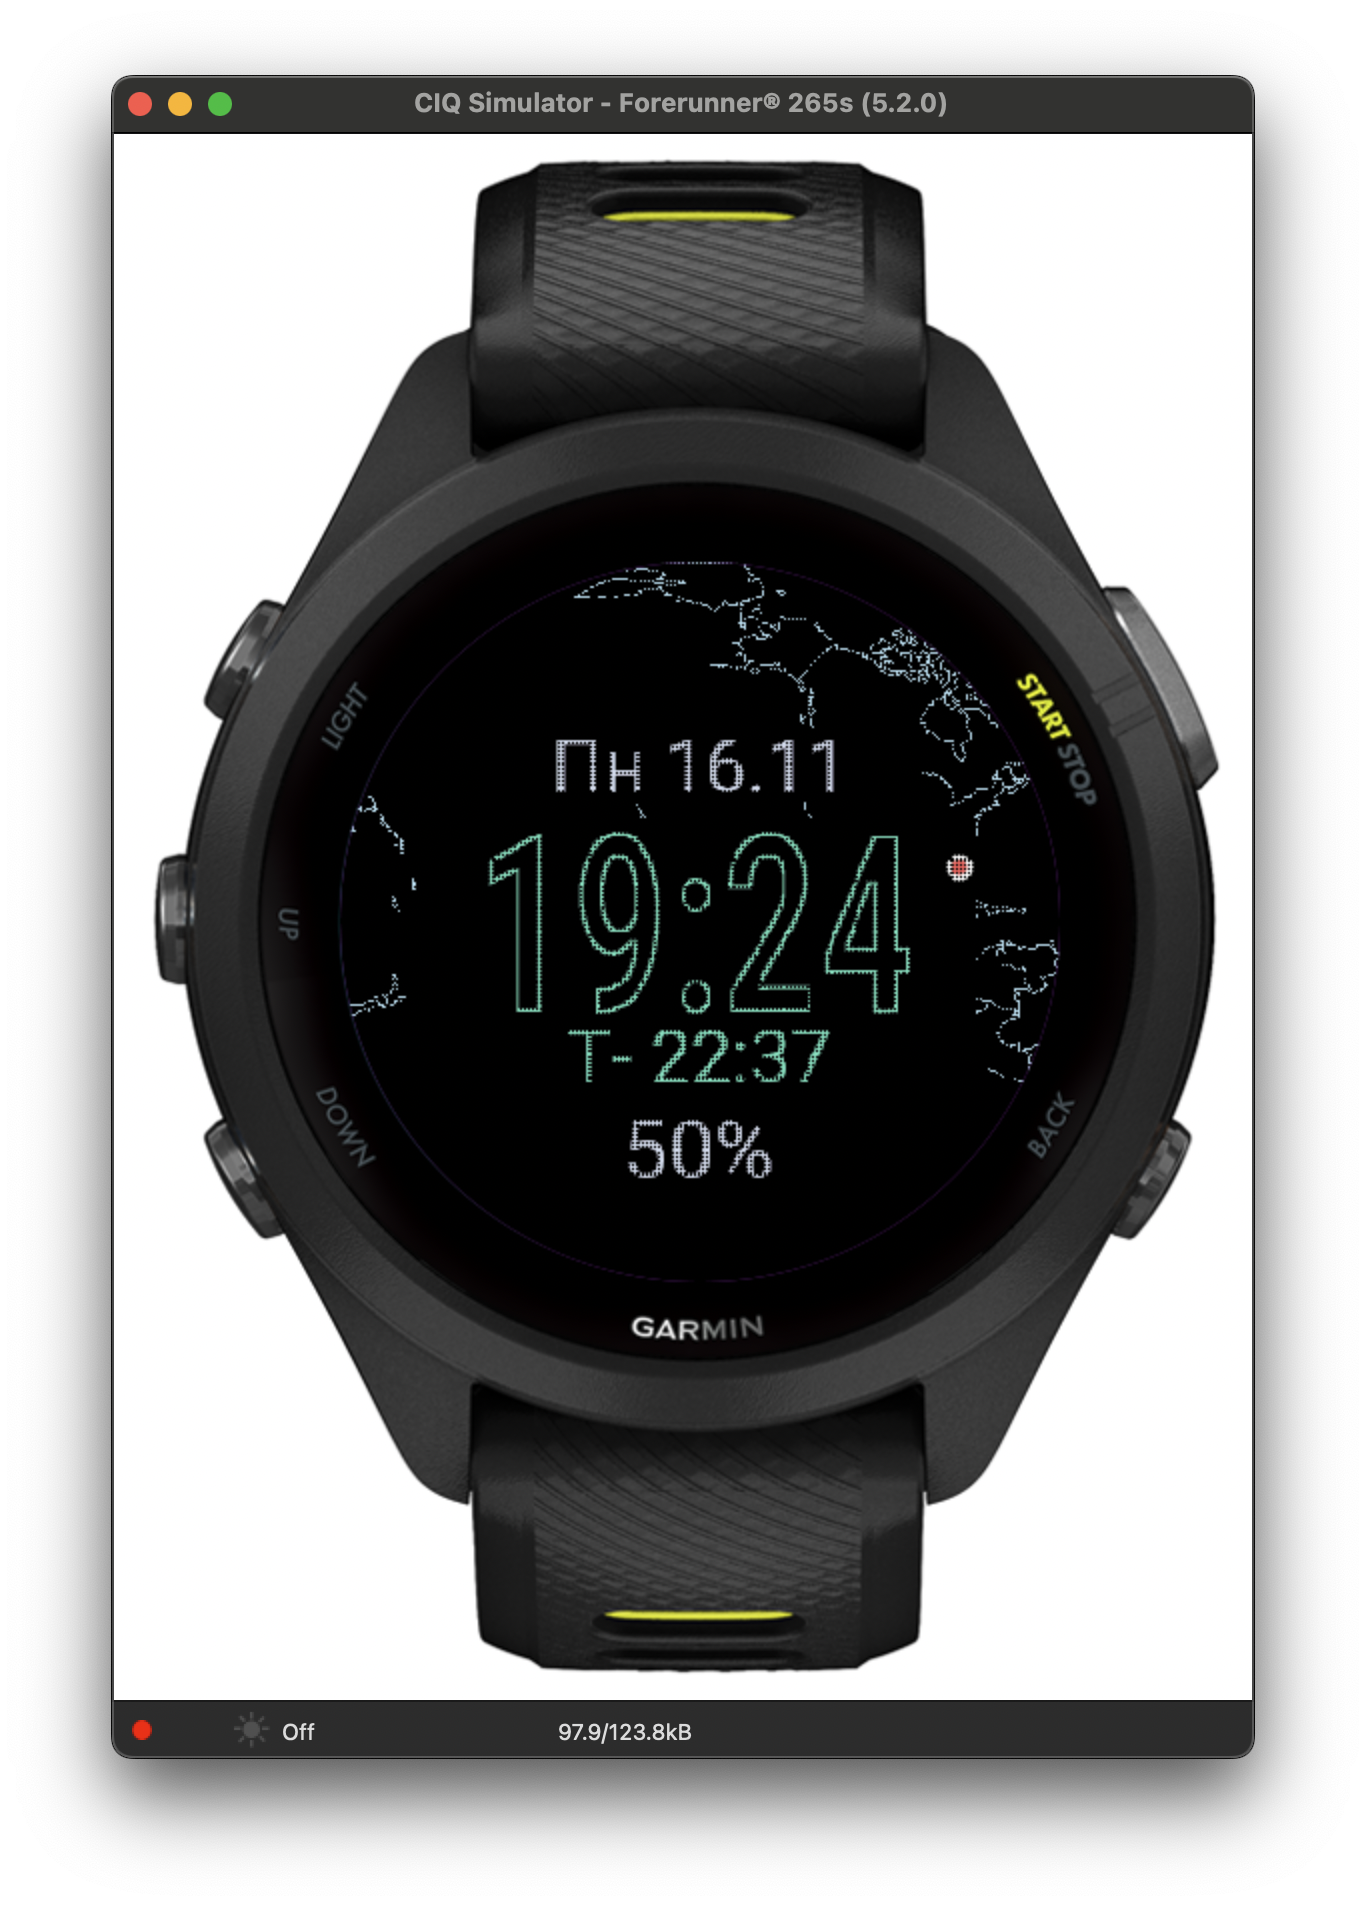 CIQ Simulator - Forerunner® 265s (5.2.0)
START STOP
LIGHT
Пн 16.11
19:24
UP
T- 22:37
DOWN
BACK
50%
GARMIN
Off
97.9/123.8kB